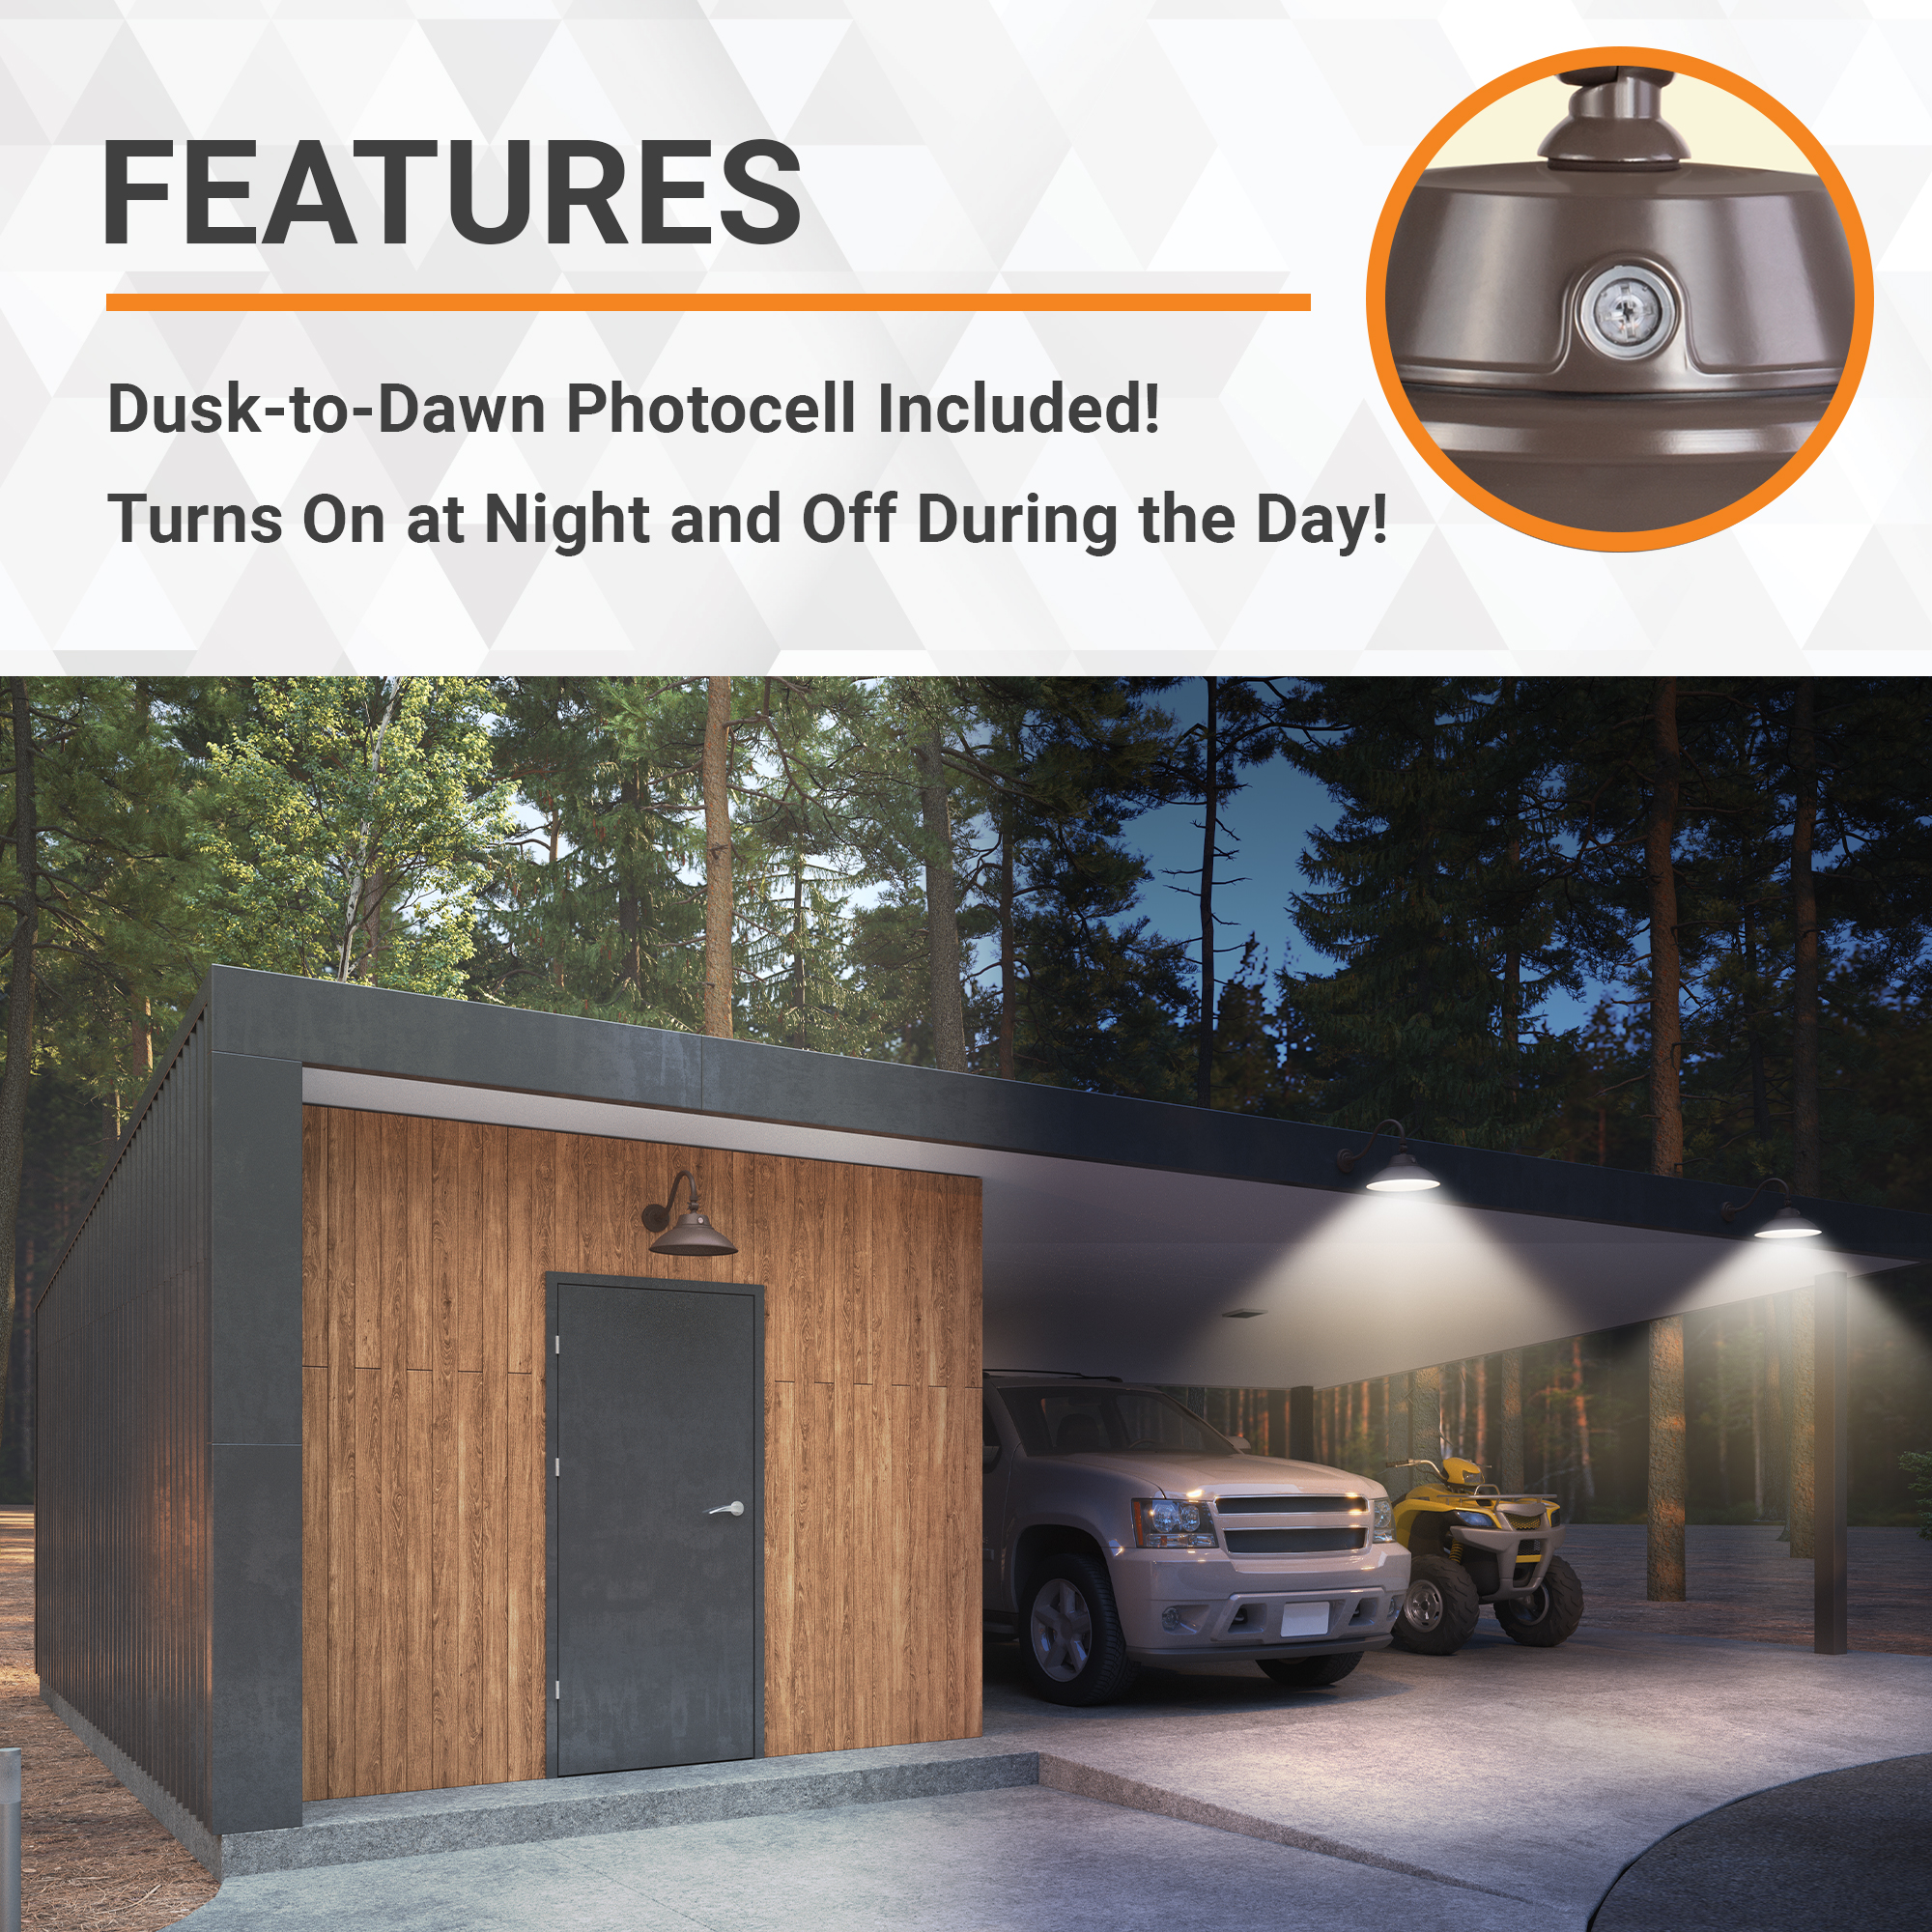 FEATURES
Dusk-to-Dawn Photocell Included!
Turns On at Night and Off During the Day!